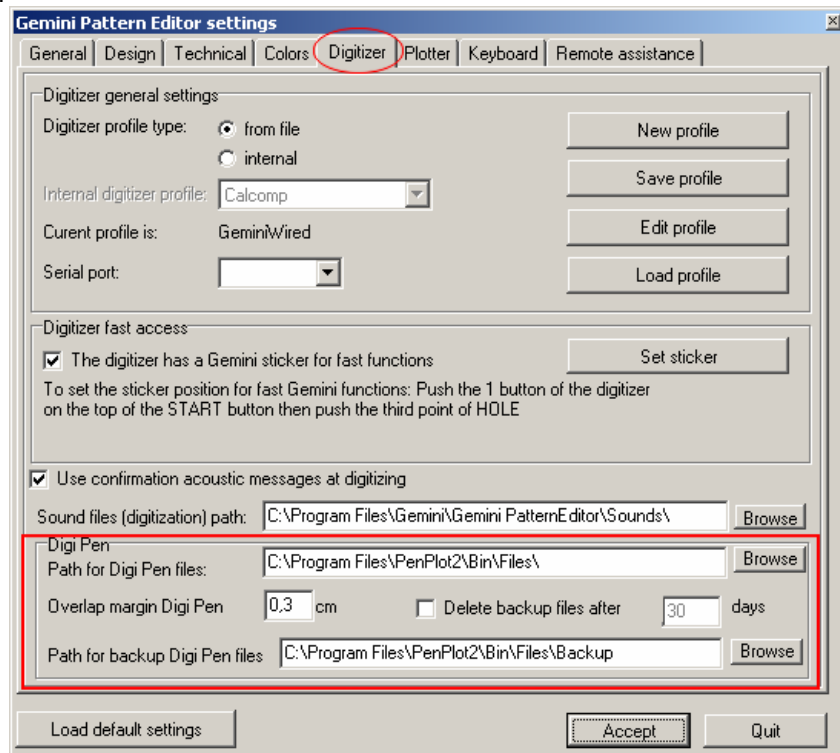 Gemini Pattern Editor settings
General Design Technical Colors Digitizer Plotter Keyboard Remote assistance
Digitizer general settings
Digitizer profile type: from file New profile
internal
Save profile
Internal digitizer profile: Calcomp
Curent profile is: GeminiWired Edit profile
Serial port: Load profile
Digitizer fast access
The digitizer has a Gemini sticker for fast functions Set sticker
To set the sticker position for fast Gemini functions: Push the 1 button of the digitizer
on the top of the START button then push the third point of HOLE
Use confirmation acoustic messages at digitizing
Sound files (digitization) path: C:\Program Files\Gemini\Gemini PatternEditor\Sounds\ Browse
Digi Pen
Path for Digi Pen files: C:\Program Files\PenPlot2\Bin\Files\ Browse
Overlap margin Digi Pen 0,3 cm Delete backup files after 30 days
Path for backup Digi Pen files C:\Program Files\PenPlot2\Bin\Files\Backup Browse
Load default settings Accept Quit